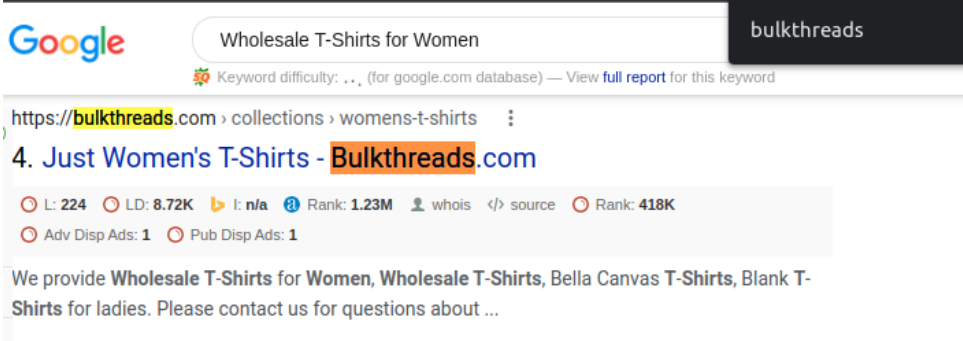 bulkthreads
Google
Wholesale T-Shirts for Women
SQ Keyword difficulty: . . . (for google.com database) — View full report for this keyword
https://bulkthreads.com › collections › womens-t-shirts
4. Just Women's T-Shirts - Bulkthreads.com
L: 224 LD: 8.72K I: n/a a Rank: 1.23M whois </> source Rank: 418K
Adv Disp Ads: 1 Pub Disp Ads: 1
We provide Wholesale T-Shirts for Women, Wholesale T-Shirts, Bella Canvas T-Shirts, Blank T-
Shirts for ladies. Please contact us for questions about ...